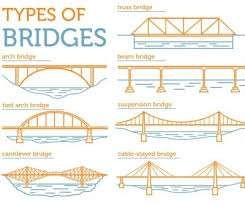 TYPES OF
BRIDGES
truss bridge
arch bridge
beam bridge
tied arch bridge
suspension bridge
cantilever bridge
cable-stayed bridge